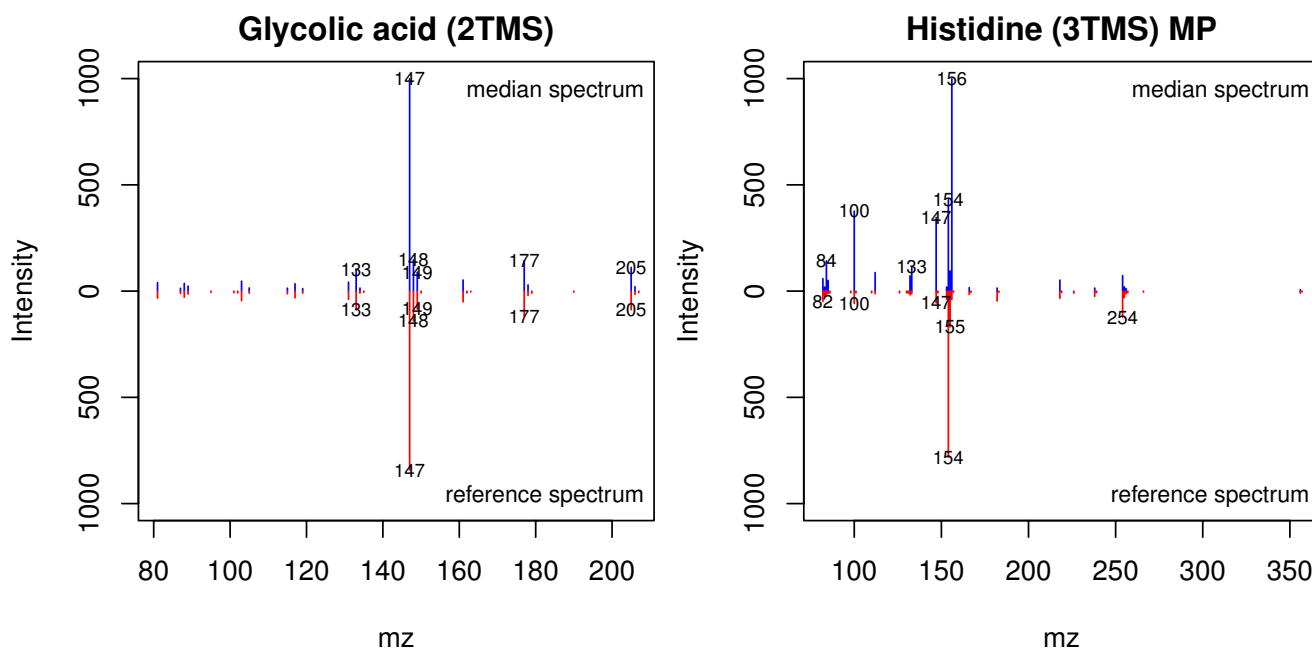 Glycolic acid (2TMS)
median spectrum
reference spectrum
Intensity
1000
500
0
500
1000
147
148
149
133
177
205
133
149
148
177
205
147
80 100 120 140 160 180 200
mz
Histidine (3TMS) MP
median spectrum
reference spectrum
Intensity
1000
500
0
500
1000
156
154
147
100
84
133
82
100
147
155
254
154
100 150 200 250 300 350
mz